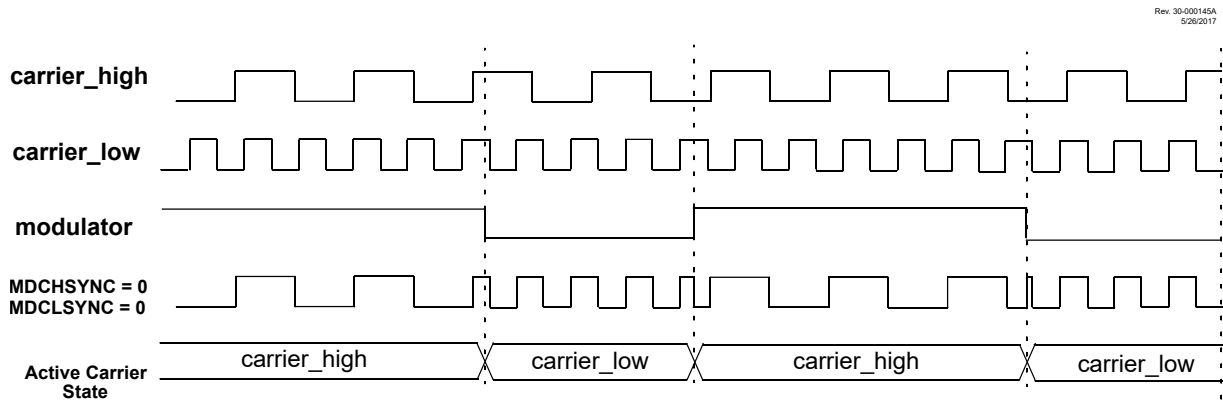 Rev. 30-000145A
5/26/2017
carrier_high
carrier_low
modulator
MDCHSYNC = 0
MDCLSYNC = 0
Active Carrier
State
carrier_high
carrier_low
carrier_high
carrier_low